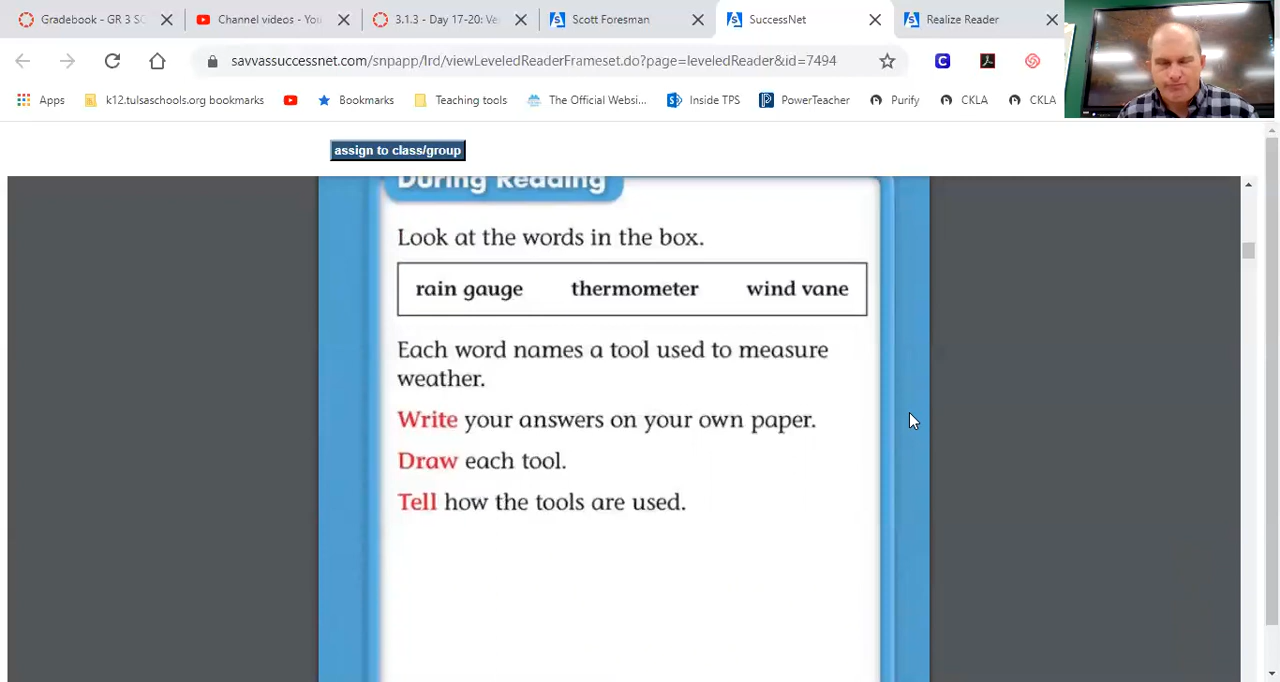 Gradebook - GR 3 SC
Channel videos - You
3.1.3 - Day 17-20: Ve
Scott Foresman
SuccessNet
Realize Reader
savvassuccessnet.com/snpapp/lrd/viewLeveledReaderFrameset.do?page=leveledReader&id=7494
Apps
k12.tulsaschools.org bookmarks
Bookmarks
Teaching tools
The Official Websi...
Inside TPS
PowerTeacher
Purify
CKLA
CKLA
assign to class/group
During Reading
Look at the words in the box.
rain gauge thermometer wind vane
Each word names a tool used to measure
weather.
Write your answers on your own paper.
Draw each tool.
Tell how the tools are used.